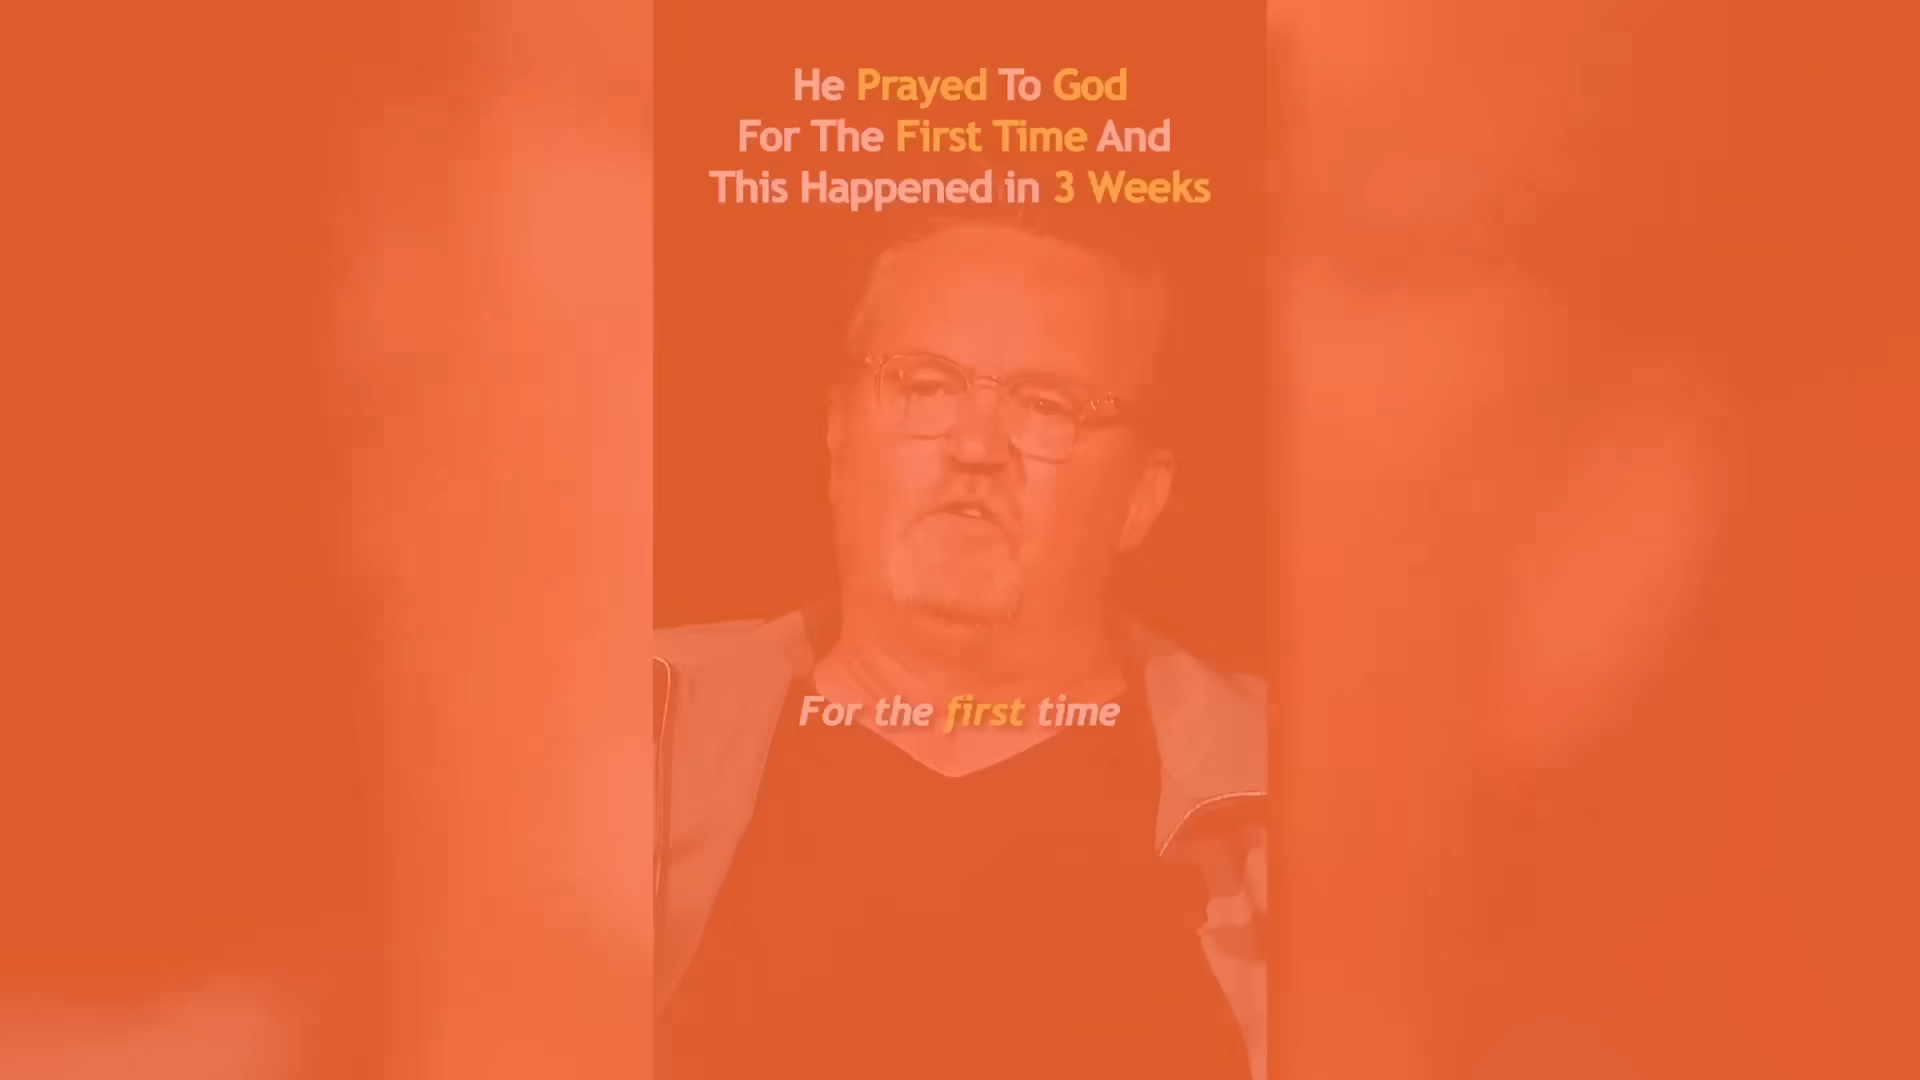 He Prayed To God
For The First Time And
This Happened in 3 Weeks
For the first time